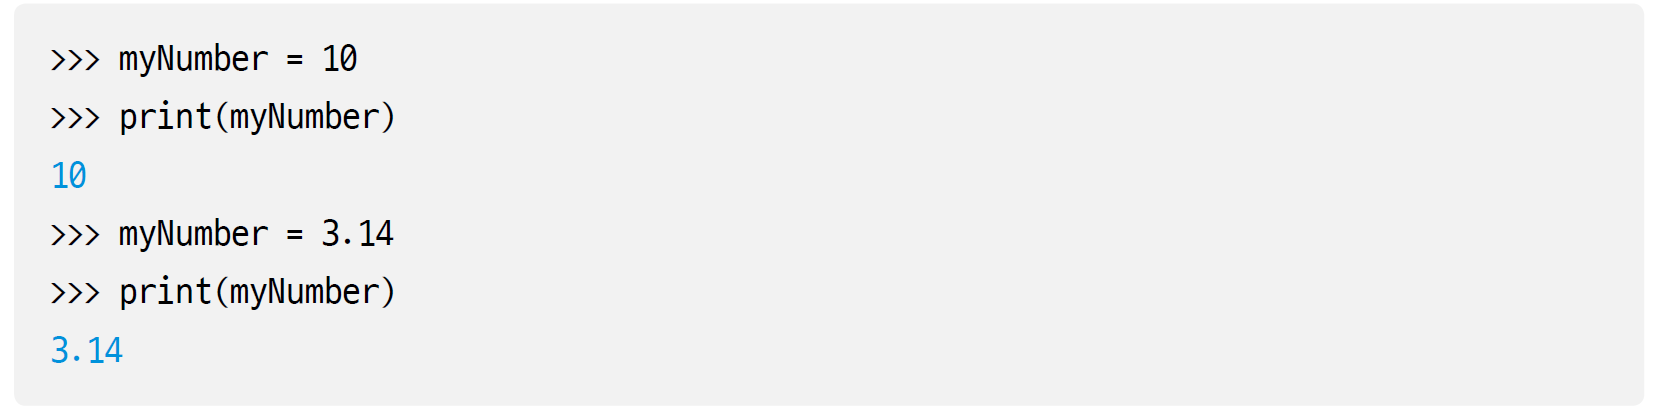 >>> myNumber = 10
>>> print(myNumber)
10
>>> myNumber = 3.14
>>> print(myNumber)
3.14